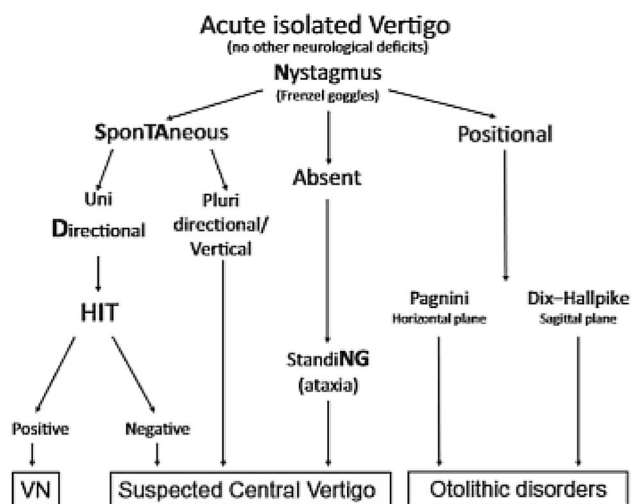 Acute isolated Vertigo
(no other neurological deficits)
Nystagmus
(Frenzel goggles)
SponTAneous
Positional
Absent
Uni
Directional
Pluri
directional/
Vertical
HIT
Pagnini
Horizontal plane
Dix–Hallpike
Sagittal plane
StandiNG
(ataxia)
Positive
Negative
VN
Suspected Central Vertigo
Otolithic disorders